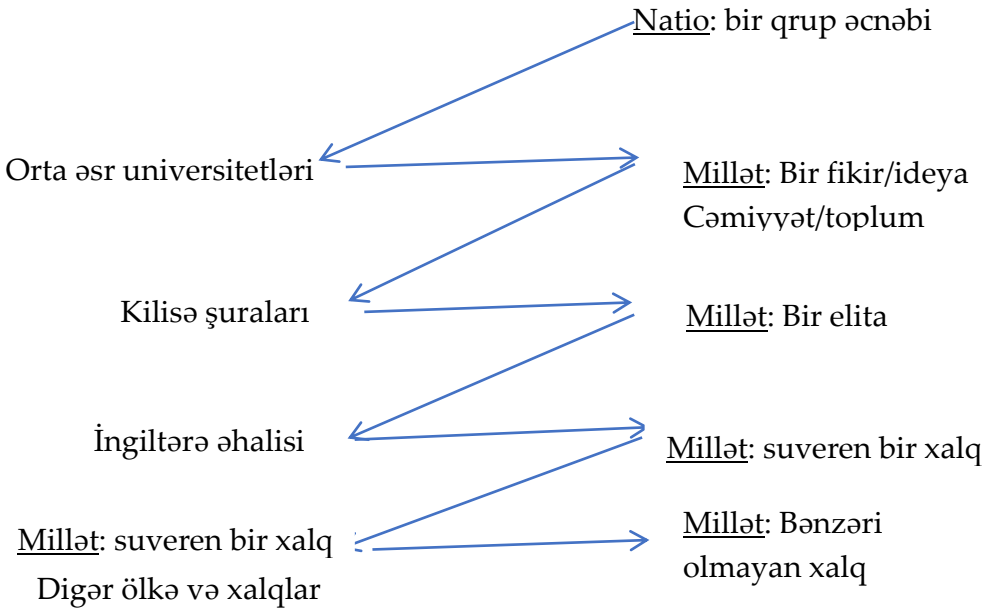 Natio: bir qrup əcnəbi
Orta əsr universitetləri
Millət: Bir fikir/ideya
Cəmiyyət/toplum
Kilisə şuraları
Millət: Bir elita
İngiltərə əhalisi
Millət: suveren bir xalq
Millət: suveren bir xalq
Digər ölkə və xalqlar
Millət: Bənzəri
olmayan xalq